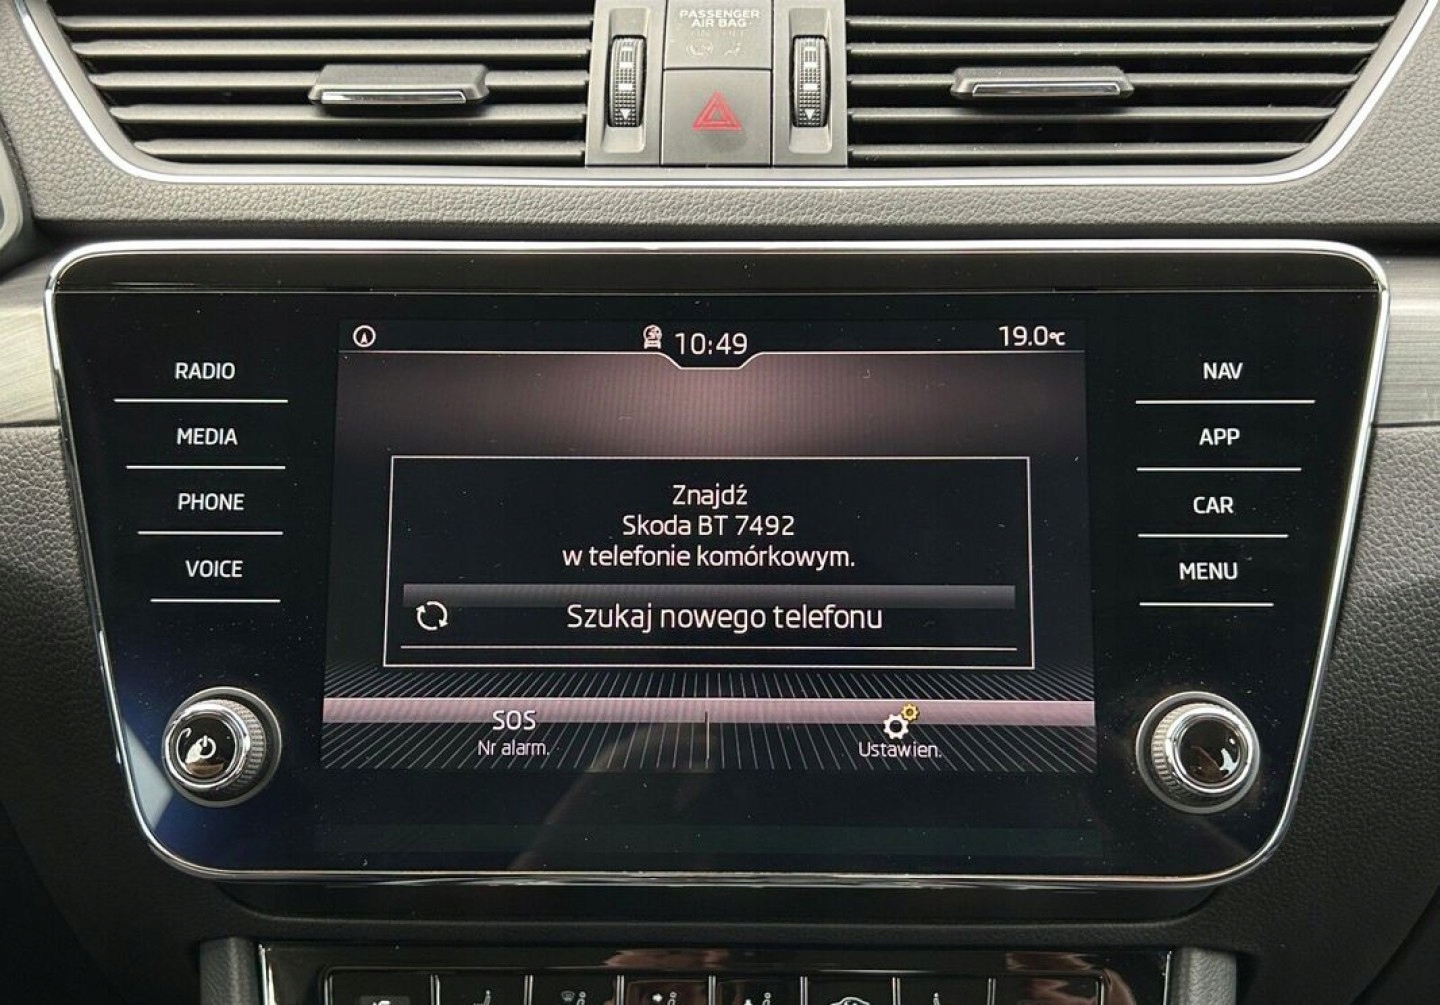 PASSENGER
AIR BAG
10:49
19.0°C
RADIO
MEDIA
PHONE
VOICE
Znajdź
Skoda BT 7492
w telefonie komórkowym.
Szukaj nowego telefonu
SOS
Nr alarm.
Ustawien.
NAV
APP
CAR
MENU